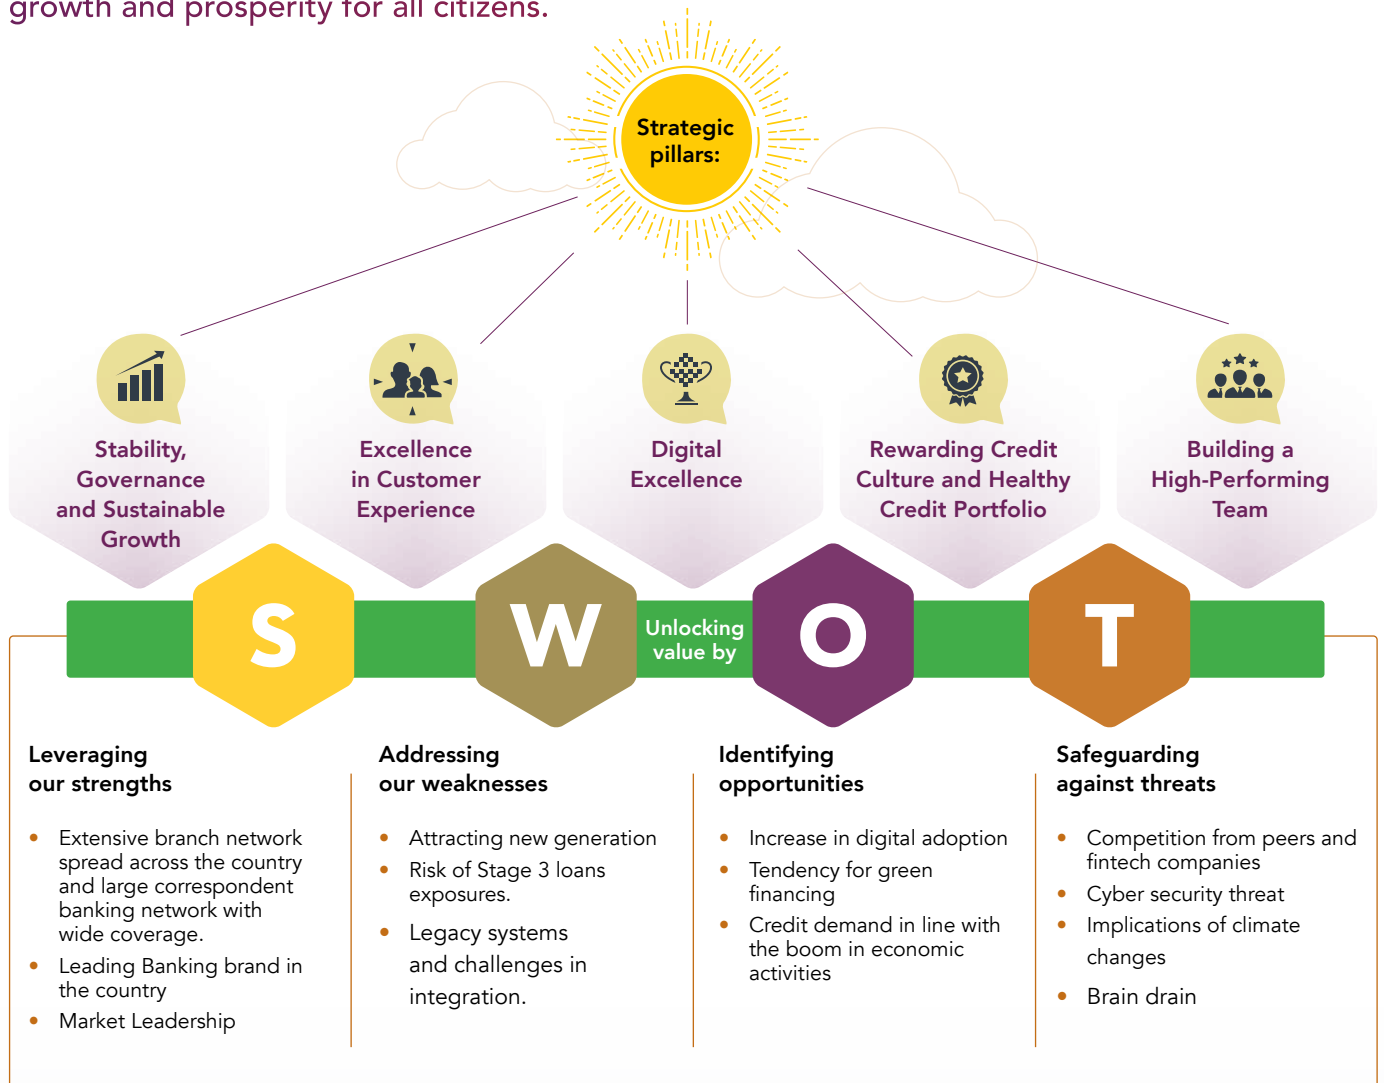 growth and prosperity for all citizens.
Strategic
pillars:
Stability,
Governance
and Sustainable
Growth
Excellence
in Customer
Experience
Digital
Excellence
Rewarding Credit
Culture and Healthy
Credit Portfolio
Building a
High-Performing
Team
S
W
Unlocking
value by
O
T
Leveraging
our strengths
• Extensive branch network
spread across the country
and large correspondent
banking network with
wide coverage.
• Leading Banking brand in
the country
• Market Leadership
Addressing
our weaknesses
• Attracting new generation
• Risk of Stage 3 loans
exposures.
• Legacy systems
and challenges in
integration.
Identifying
opportunities
• Increase in digital adoption
• Tendency for green
financing
• Credit demand in line with
the boom in economic
activities
Safeguarding
against threats
• Competition from peers and
fintech companies
• Cyber security threat
• Implications of climate
changes
• Brain drain